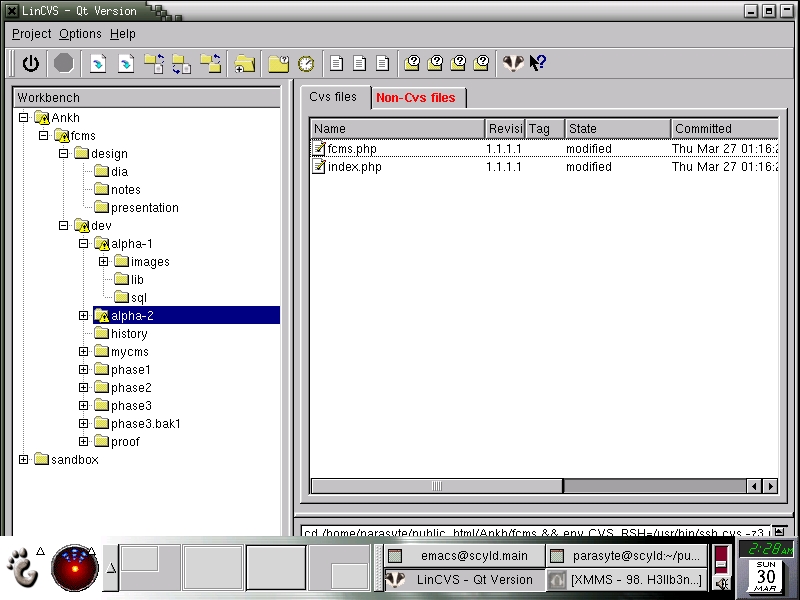 LinCVS - Qt Version
Project Options Help
Workbench
Ankh
fcms
design
dia
notes
presentation
dev
alpha-1
images
lib
sql
alpha-2
history
mycms
phase1
phase2
phase3
phase3.bak1
proof
sandbox
Cvs files Non-Cvs files
Name Revisi Tag State Committed
fcms.php 1.1.1.1 modified Thu Mar 27 01:16:2
index.php 1.1.1.1 modified Thu Mar 27 01:16:2
cd /home/parasyte/public_html/Ankh/fcms && env CVS_RSH=/usr/bin/ssh cvs -z3
emacs@scyld.main parasyte@scyld:~/pu...
LinCVS - Qt Version [XMMS - 98. H3llb3n...]
2:28AM
SUN
30
MAR